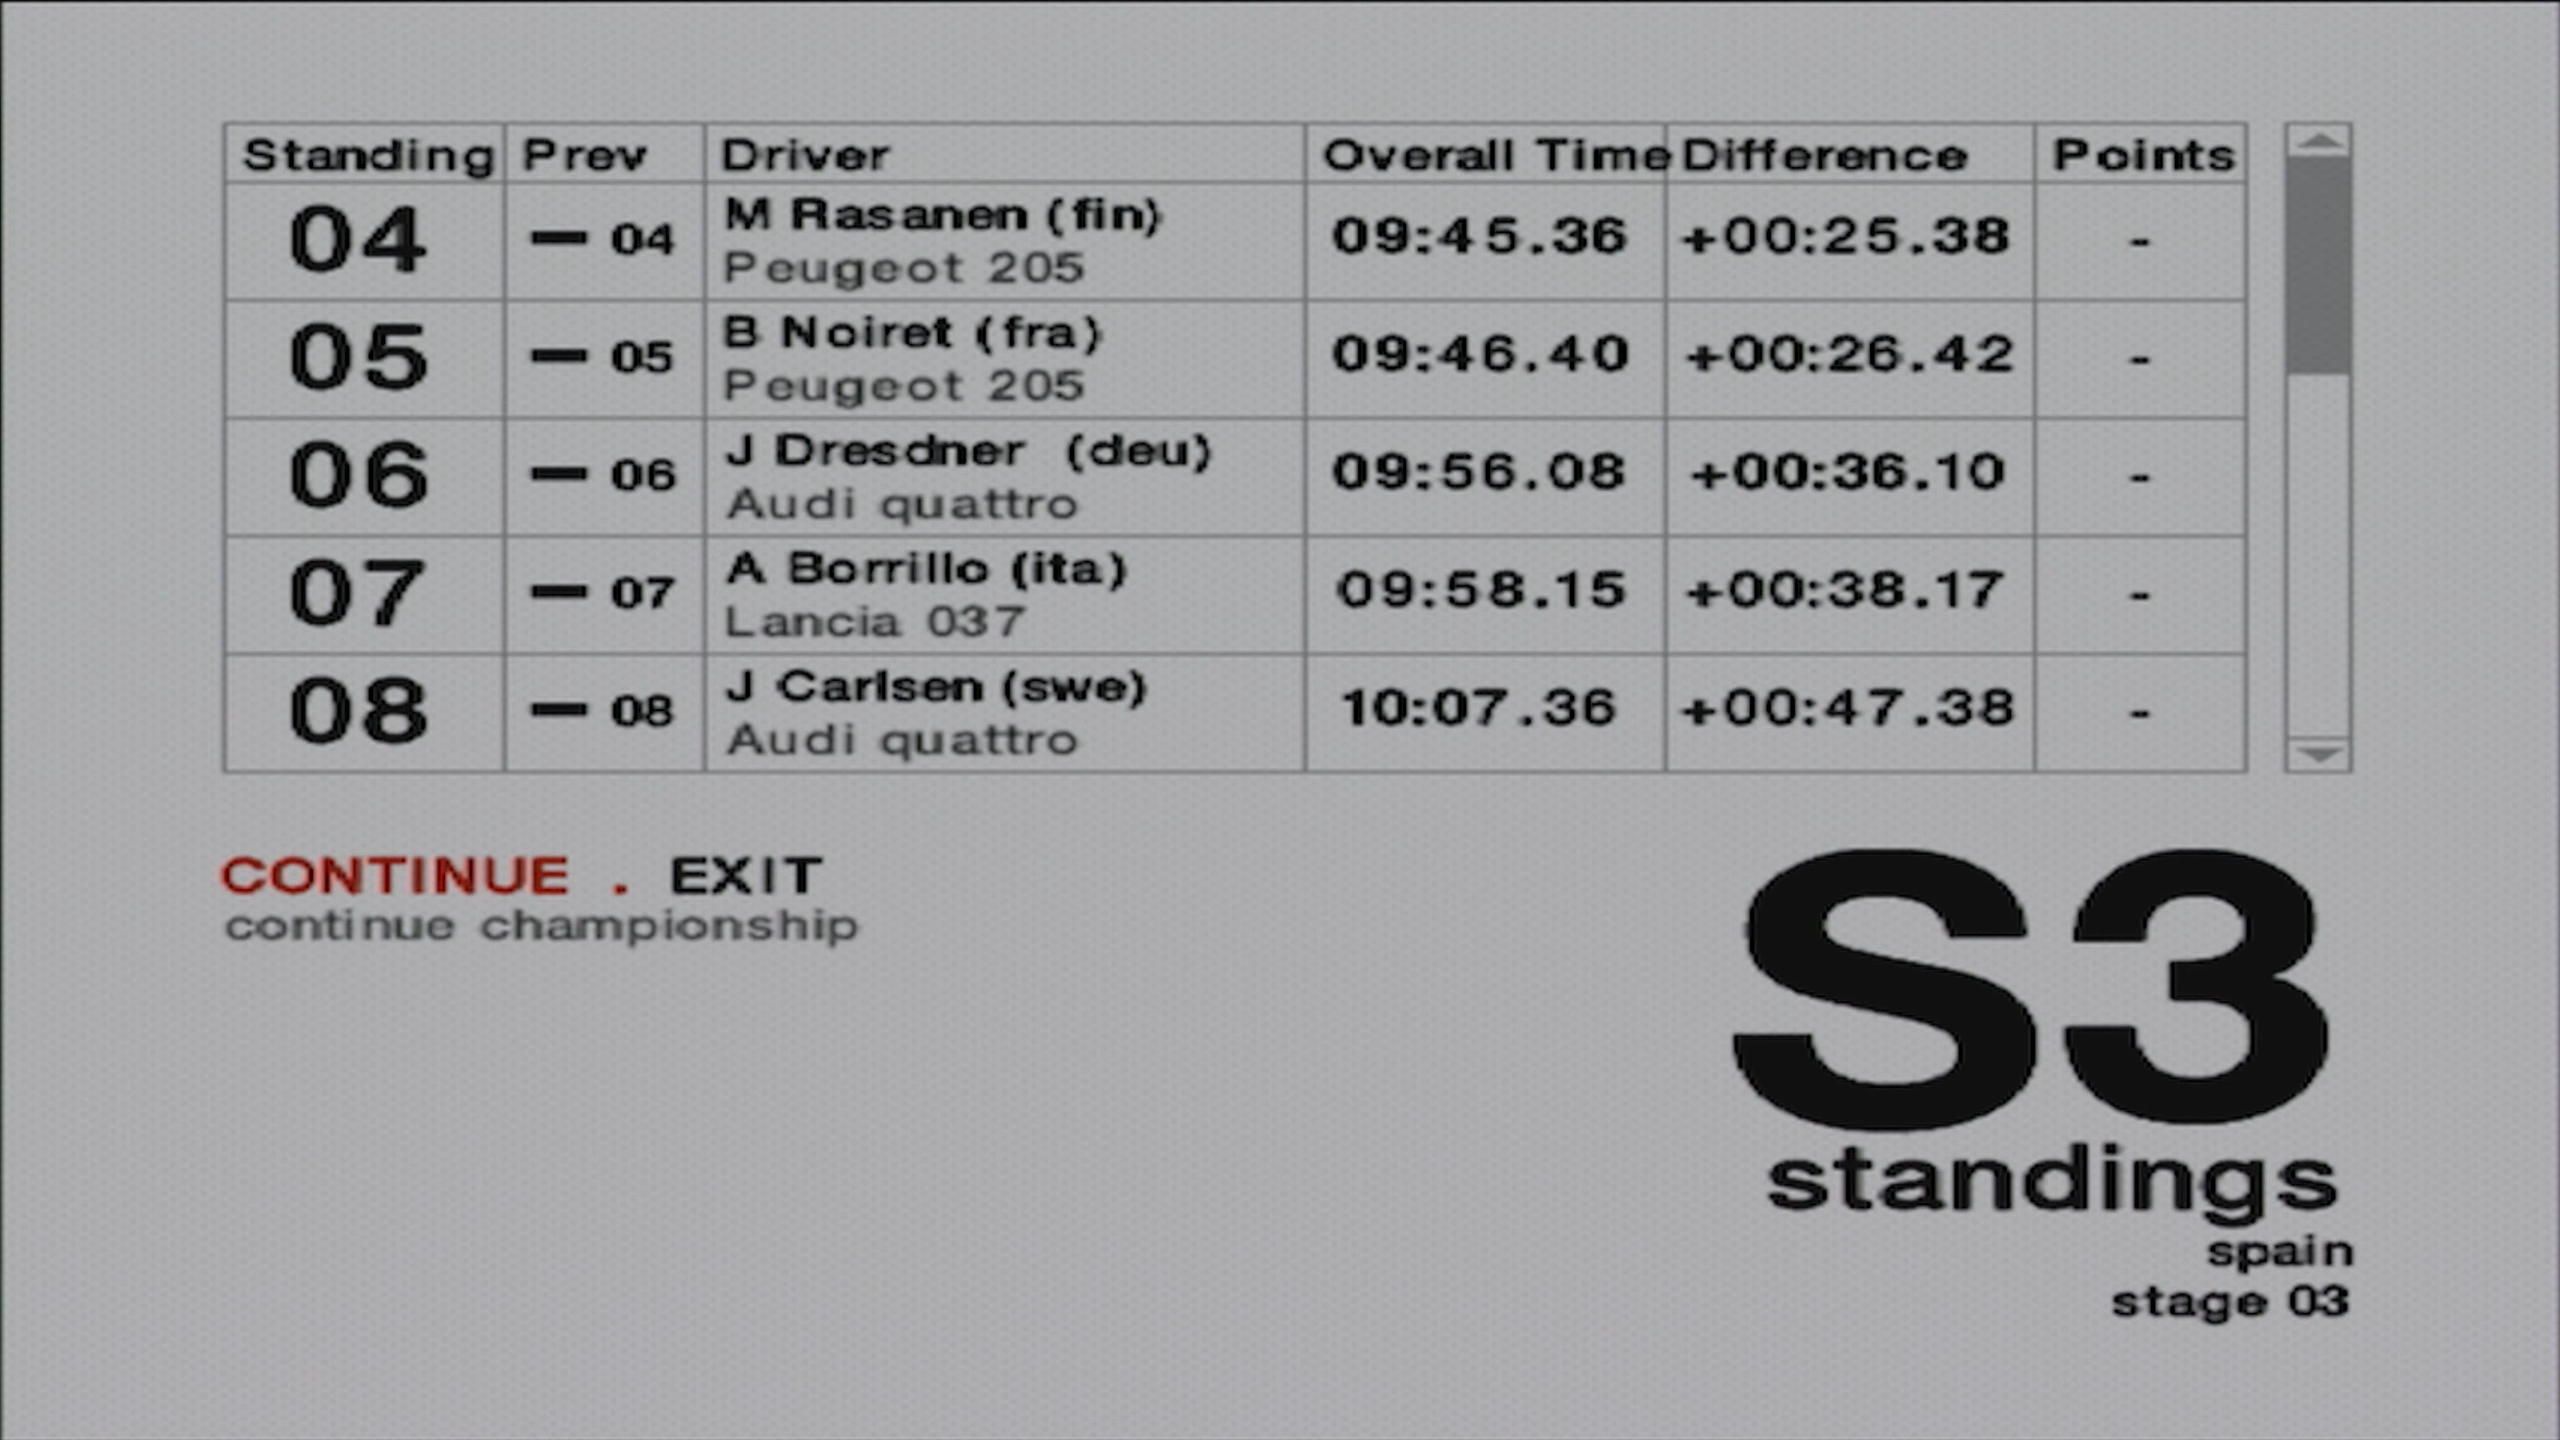 Standing Prev Driver Overall Time Difference Points
04 – 04 M Rasanen (fin) 09:45.36 +00:25.38 -
Peugeot 205
05 – 05 B Noiret (fra) 09:46.40 +00:26.42 -
Peugeot 205
06 – 06 J Dresdner (deu) 09:56.08 +00:36.10 -
Audi quattro
07 – 07 A Borrillo (ita) 09:58.15 +00:38.17 -
Lancia 037
08 – 08 J Carlsen (swe) 10:07.36 +00:47.38 -
Audi quattro
CONTINUE . EXIT
continue championship
S3
standings
spain
stage 03